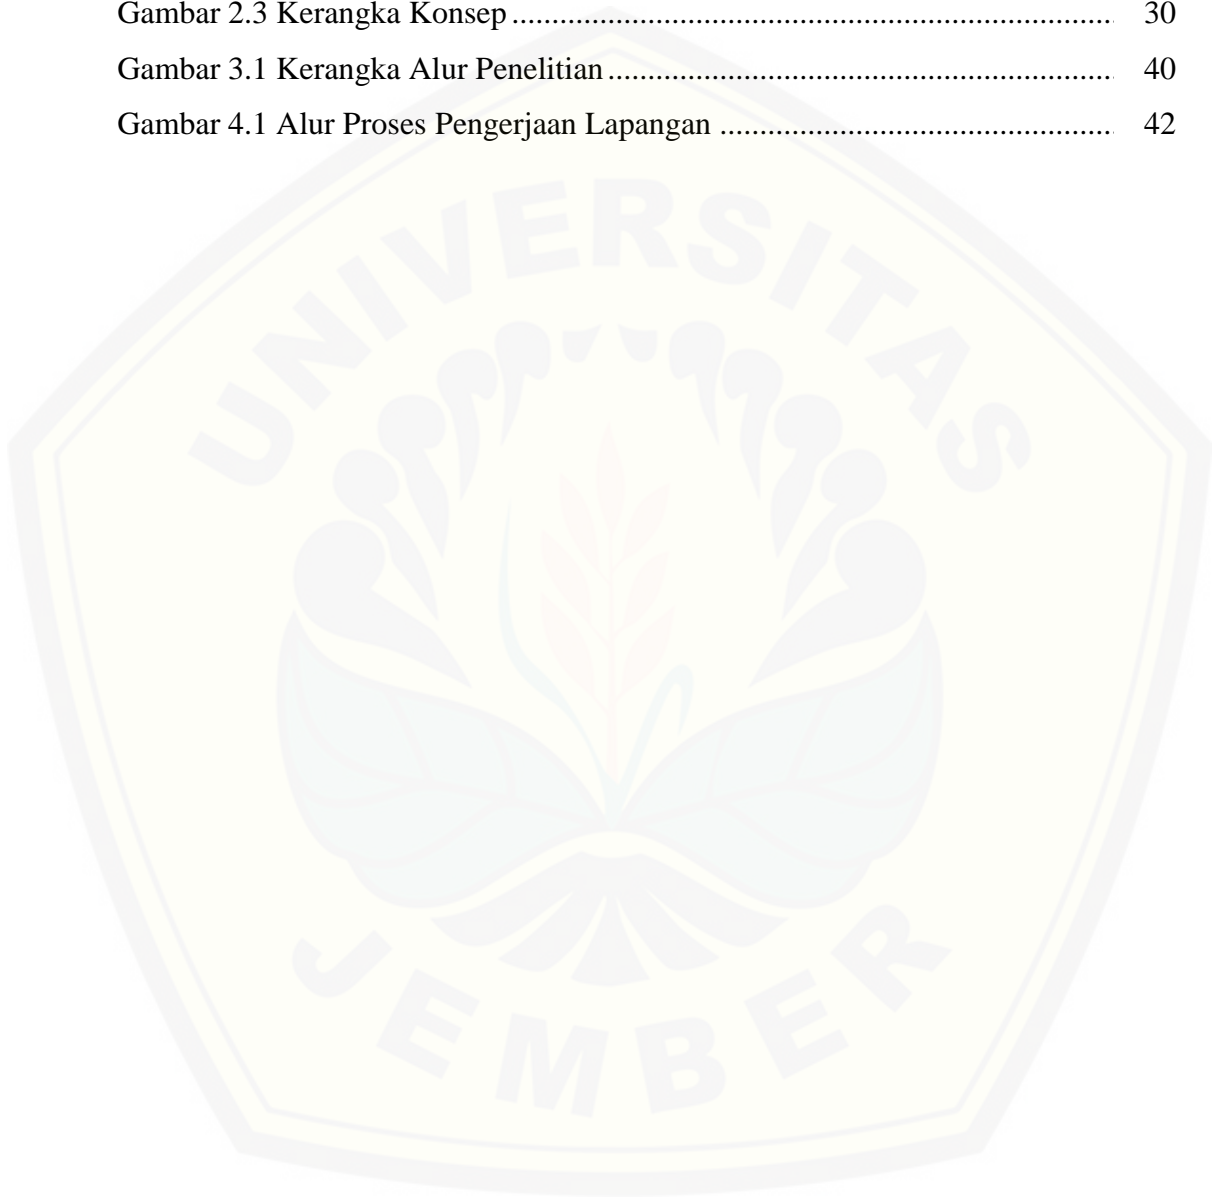 Gambar 2.3 Kerangka Konsep ........................................................................... 30
Gambar 3.1 Kerangka Alur Penelitian ............................................................... 40
Gambar 4.1 Alur Proses Pengerjaan Lapangan ................................................. 42
UNIVERSITAS
JEMBER